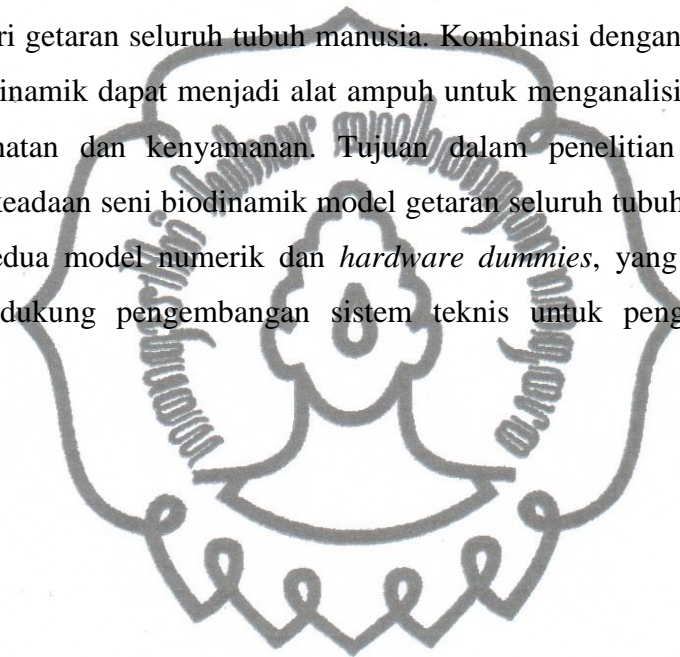 ri getaran seluruh tubuh manusia. Kombinasi dengan
dinamik dapat menjadi alat ampuh untuk menganalisi
hatan dan kenyamanan. Tujuan dalam penelitian
keadaan seni biodinamik model getaran seluruh tubuh
edua model numerik dan hardware dummies, yang
dukung pengembangan sistem teknis untuk peng